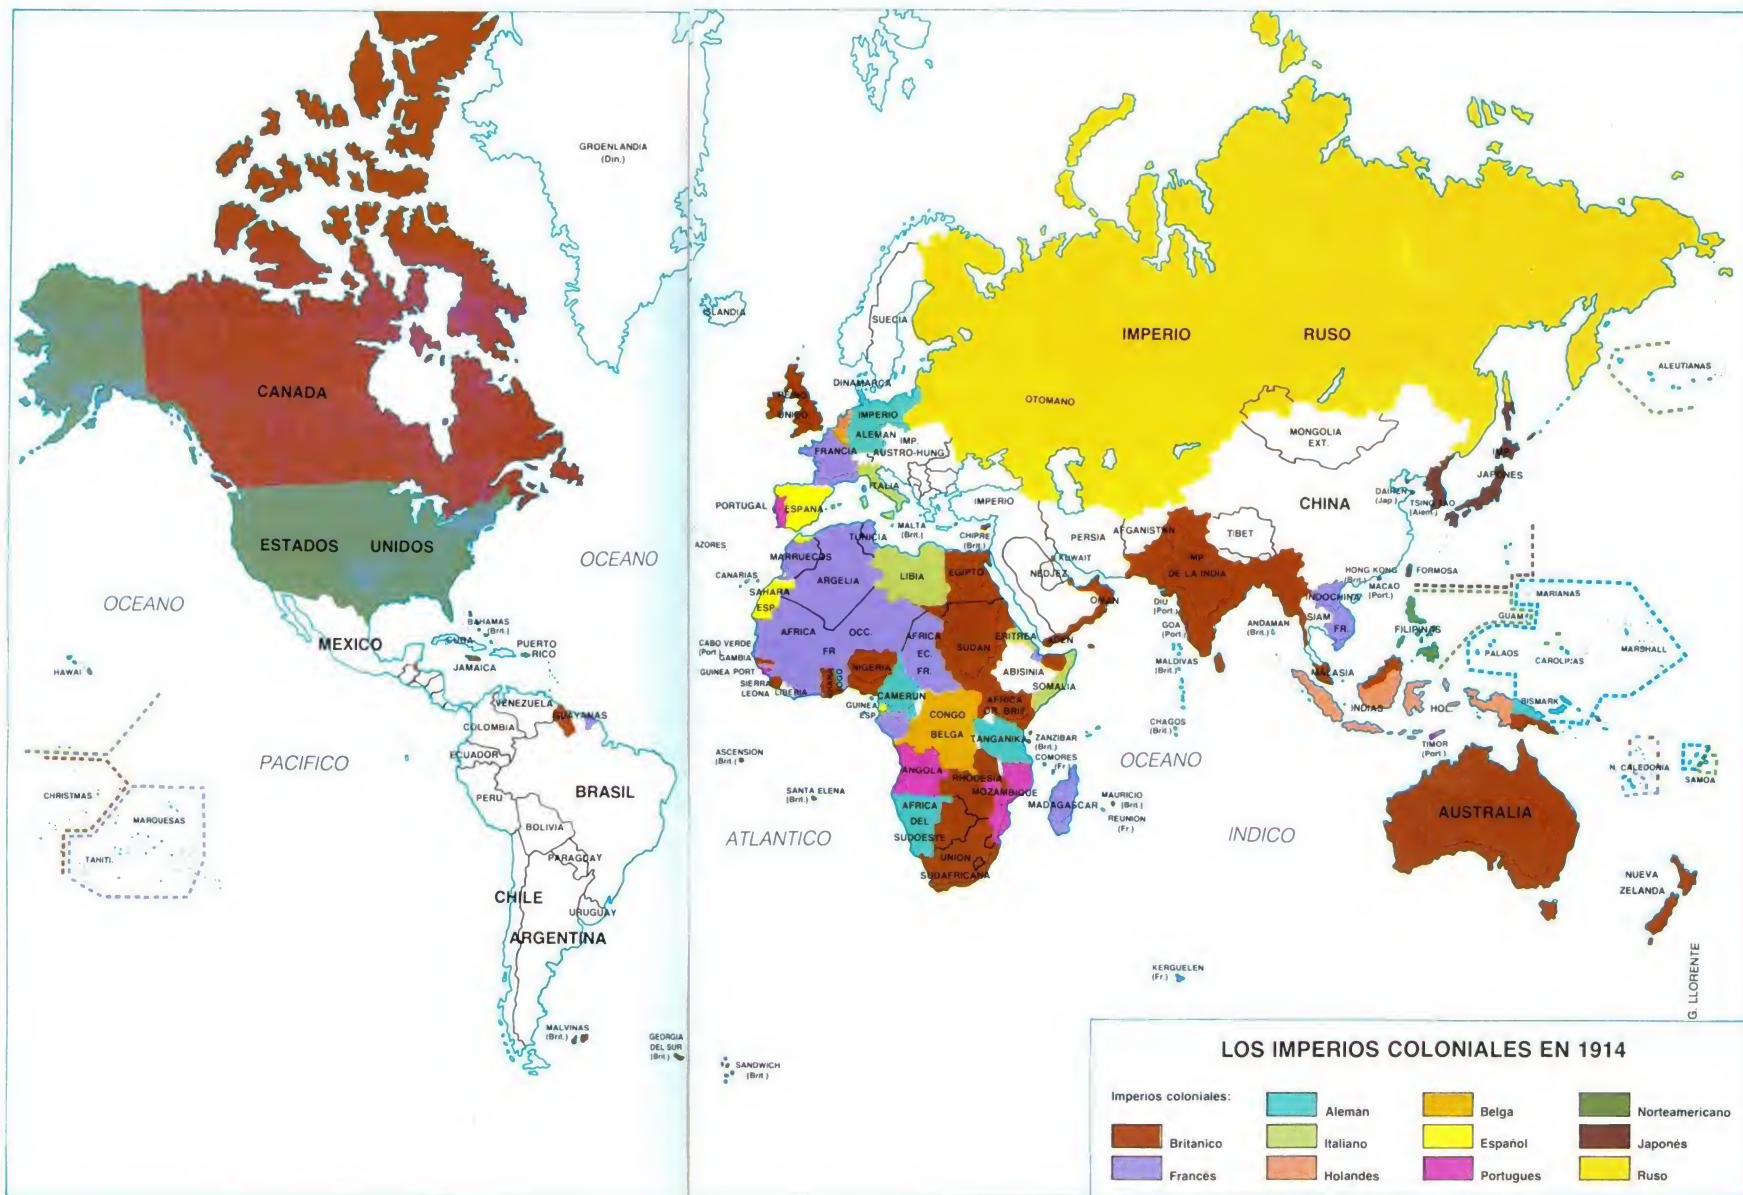 GROENLANDIA
(Din.)
ISLANDIA
SUECIA
IMPERIO RUSO
ALEUTIANAS
CANADA
DINAMARCA
REINO
UNIDO
IMPERIO
ALEMAN
IMP.
AUSTRO-HUNG.
OTOMANO
MONGOLIA
EXT.
FRANCIA
ITALIA
IMP.
JAPONES
PORTUGAL
ESPAÑA
IMPERIO
CHINA
DAIREN
(Jap.)
TSING TAO
(Alem.)
ESTADOS UNIDOS
OCEANO
AZORES
MALTA
(Brit.)
CHIPRE
(Brit.)
TUNICIA
PERSIA
AFGANISTAN
TIBET
MARRUECOS
KUWAIT
IMP.
DE LA INDIA
CANARIAS
ARGELIA
LIBIA
EGIPTO
NEDJEZ
HONG KONG
(Brit.)
FORMOSA
MACAO
(Port.)
SAHARA
ESP.
OMAN
DIU
(Port.)
INDOCHINA
FR.
MARIANAS
OCEANO
BAHAMAS
(Brit.)
GUAM
MEXICO
CUBA
PUERTO
RICO
JAMAICA
AFRICA OCC.
FR
AFRICA
EC.
FR.
SUDAN
ERITREA
ADEN
GOA
(Port.)
ANDAMAN
(Brit.)
SIAM
FILIPINAS
HAWAI
CABO VERDE
(Port.)
GAMBIA
GUINEA PORT
SIERRA
LEONA
LIBERIA
GHANA
TOGO
NIGERIA
ABISINIA
SOMALIA
MALDIVAS
(Brit.)
MALASIA
PALAOS
CAROLINAS
MARSHALL
VENEZUELA
GUAYANAS
COLOMBIA
CAMERUN
GUINEA
ESP.
CONGO
BELGA
AFRICA
OR. BRIT.
INDIAS HOL.
BISMARK
ECUADOR
PACIFICO
ASCENSION
(Brit.)
TANGANIKA
ZANZIBAR
(Brit.)
COMORES
(Fr.)
CHAGOS
(Brit.)
OCEANO
TIMOR
(Port.)
N. CALEDONIA
SAMOA
CHRISTMAS
MARQUESAS
TAHITI
PERU
BRASIL
SANTA ELENA
(Brit.)
ANGOLA
RHODESIA
MOZAMBIQUE
MADAGASCAR
MAURICIO
(Brit.)
REUNION
(Fr.)
AUSTRALIA
BOLIVIA
ATLANTICO
AFRICA
DEL
SUDOESTE
INDICO
PARAGUAY
UNION
SUDAFRICANA
NUEVA
ZELANDA
CHILE
URUGUAY
ARGENTINA
KERGUELEN
(Fr.)
G. LLORENTE
MALVINAS
(Brit.)
GEORGIA
DEL SUR
(Brit.)
SANDWICH
(Brit.)
LOS IMPERIOS COLONIALES EN 1914
Imperios coloniales:
Britanico
Francés
Aleman
Italiano
Holandés
Belga
Español
Portugues
Norteamericano
Japonés
Ruso